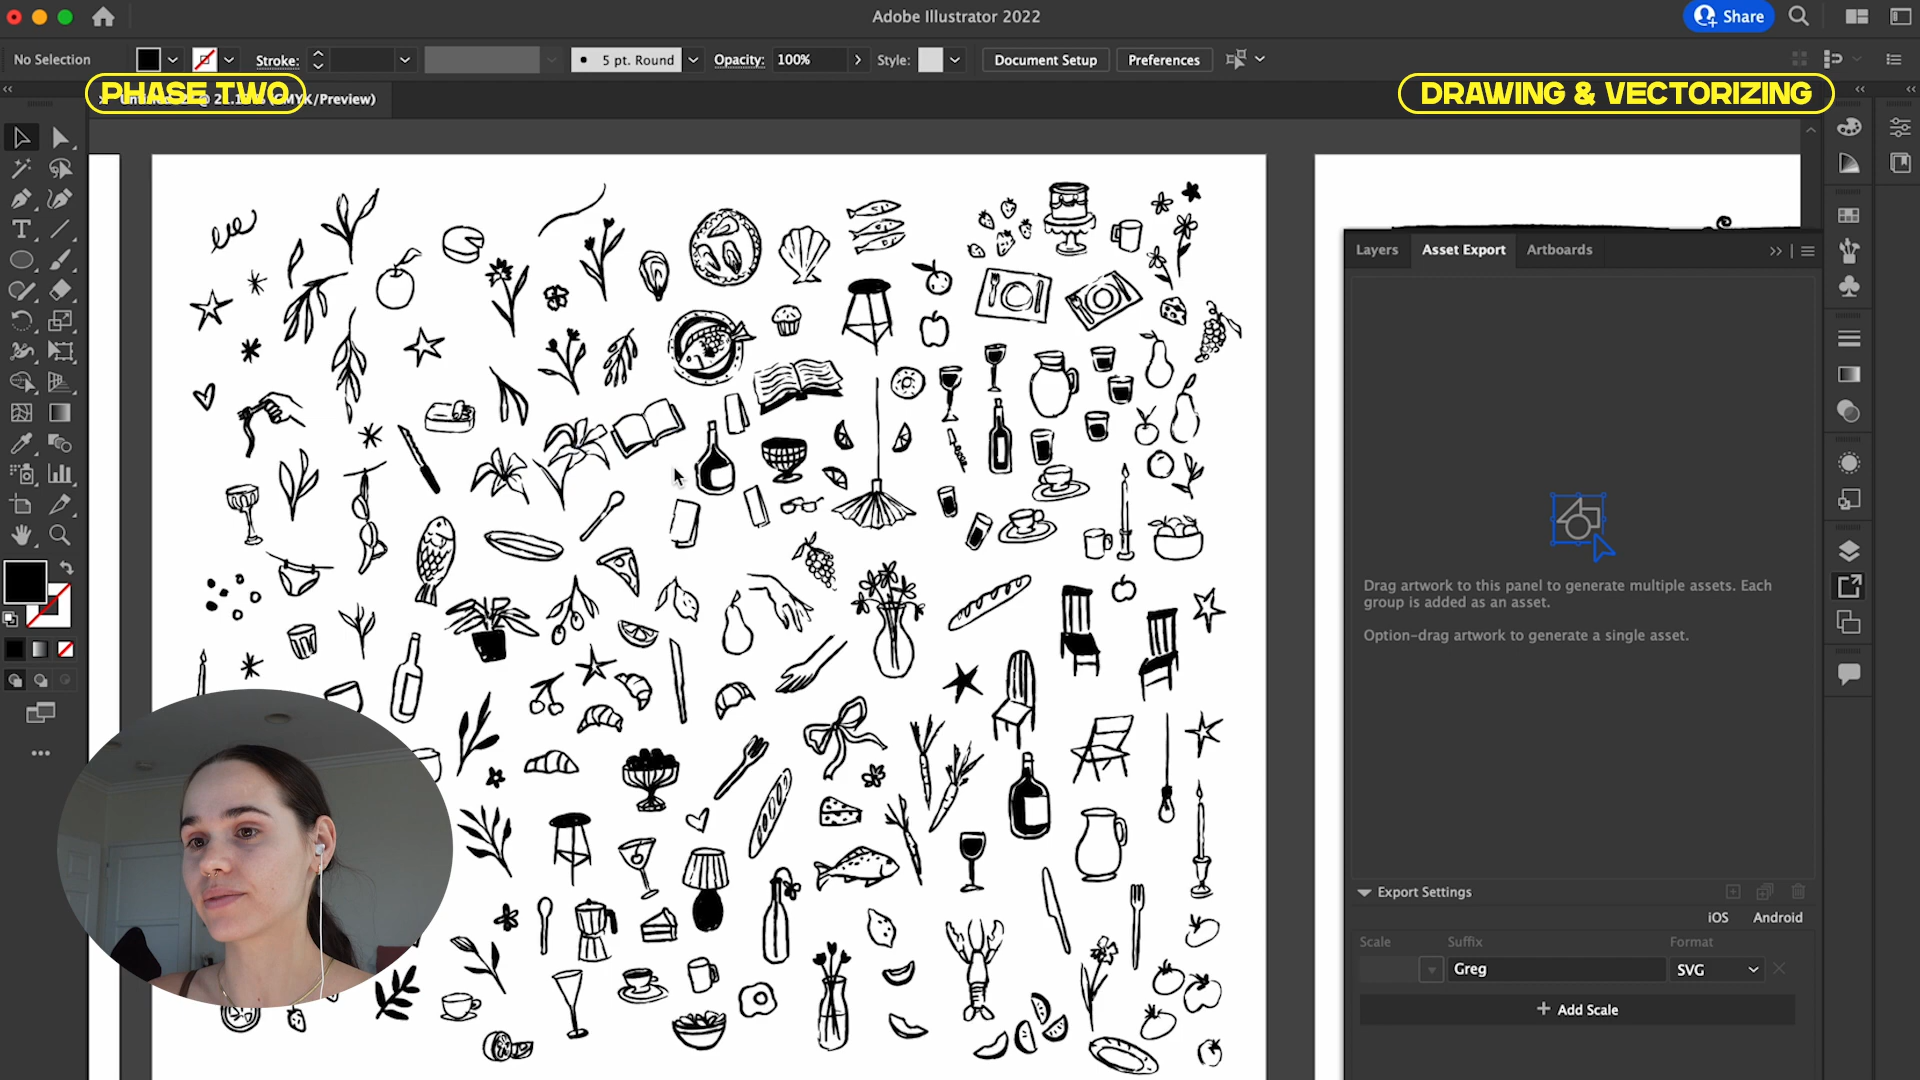 Adobe Illustrator 2022
Share
No Selection
Stroke:
5 pt. Round
Opacity:
100%
Style:
Document Setup
Preferences
PHASE TWO
/Preview)
DRAWING & VECTORIZING
Layers
Asset Export
Artboards
Drag artwork to this panel to generate multiple assets. Each
group is added as an asset.
Option-drag artwork to generate a single asset.
Export Settings
iOS
Android
Scale
Suffix
Format
Greg
SVG
+ Add Scale